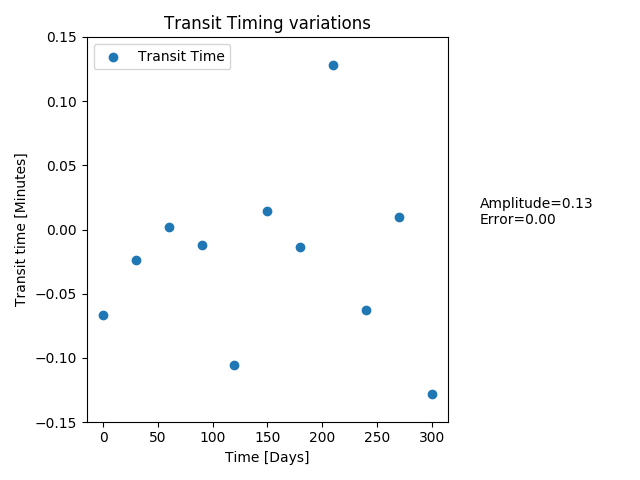 Transit Timing variations
Transit Time
0.15
0.10
0.05
0.00
−0.05
−0.10
−0.15
Transit time [Minutes]
Amplitude=0.13
Error=0.00
0
50
100
150
200
250
300
Time [Days]